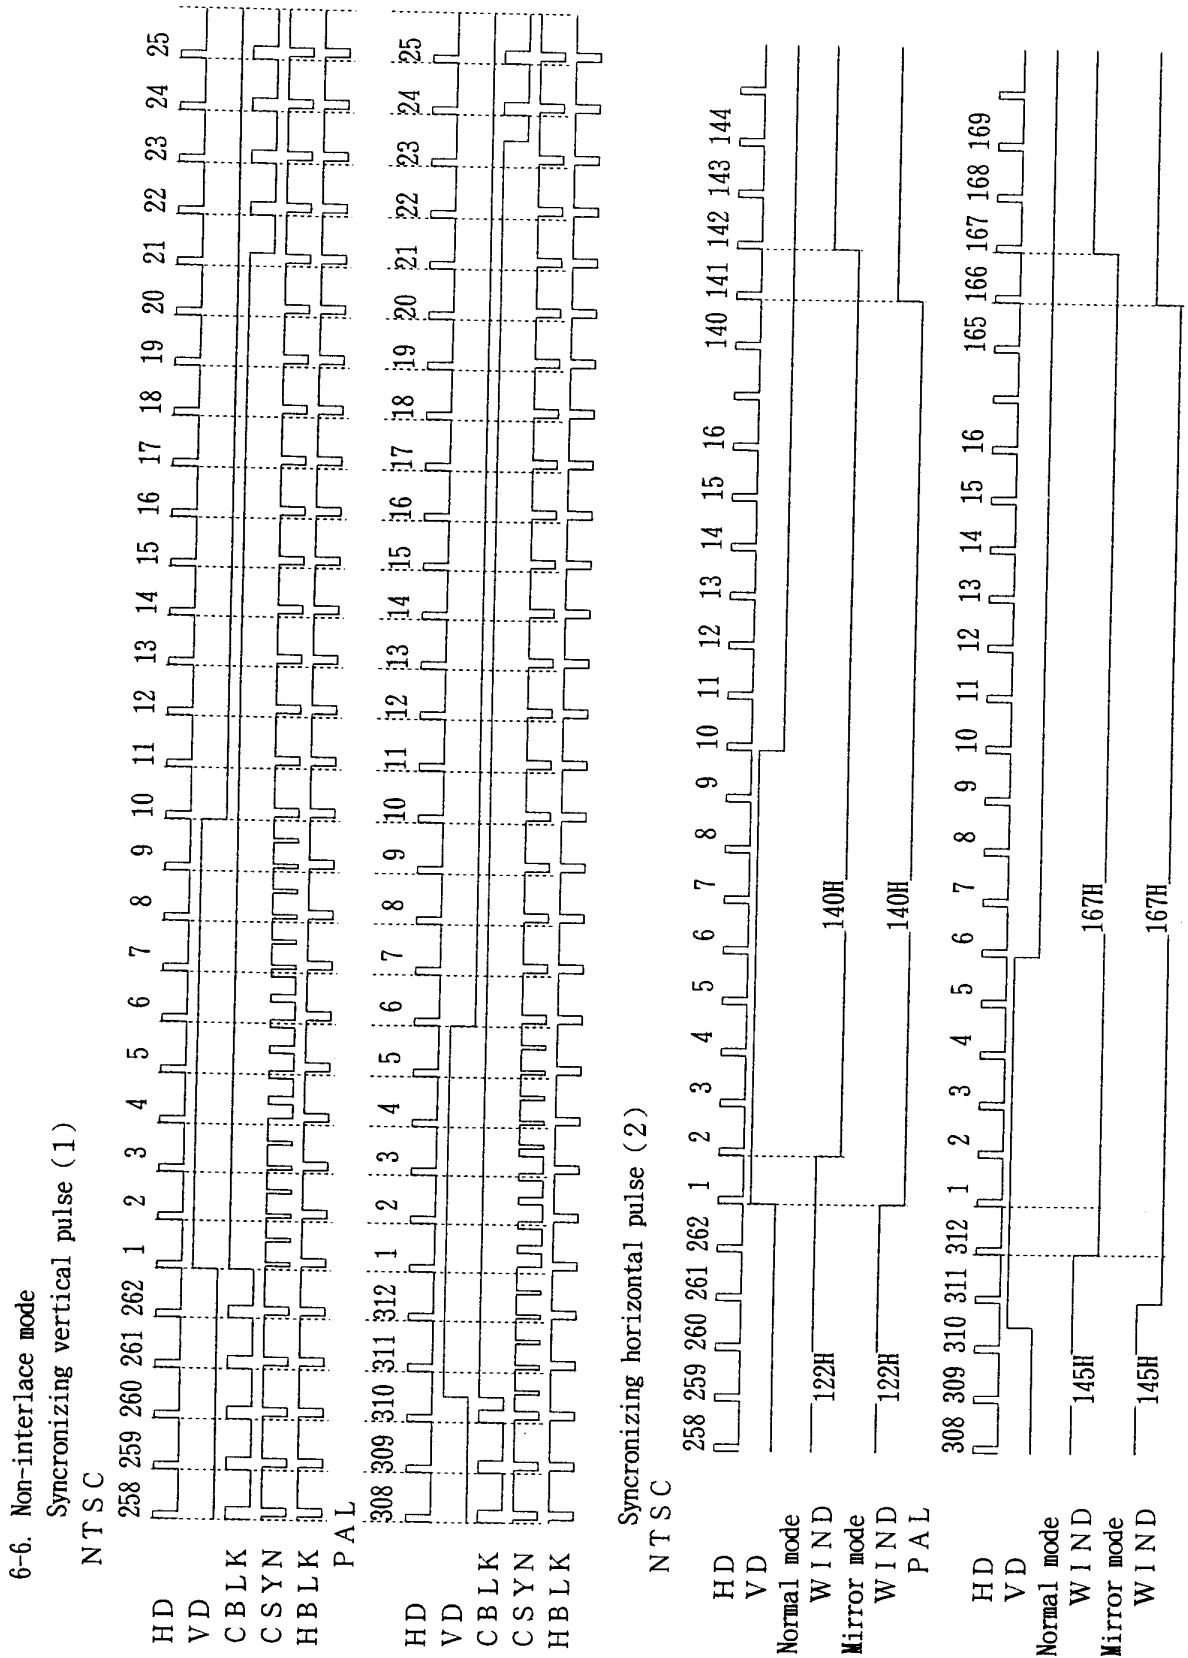 6-6. Non-interlace mode
Syncronizing vertical pulse (1)
NTSC
258 259 260 261 262 1 2 3 4 5 6 7 8 9 10 11 12 13 14 15 16 17 18 19 20 21 22 23 24 25
HD
VD
CBLK
CSYN
HBLK
PAL
308 309 310 311 312 1 2 3 4 5 6 7 8 9 10 11 12 13 14 15 16 17 18 19 20 21 22 23 24 25
HD
VD
CBLK
CSYN
HBLK
Syncronizing horizontal pulse (2)
NTSC
258 259 260 261 262 1 2 3 4 5 6 7 8 9 10 11 12 13 14 15 16 140 141 142 143 144
HD
VD
Normal mode
WIND 122H 140H
Mirror mode
WIND 122H 140H
PAL
308 309 310 311 312 1 2 3 4 5 6 7 8 9 10 11 12 13 14 15 16 165 166 167 168 169
HD
VD
Normal mode
WIND 145H 167H
Mirror mode
WIND 145H 167H